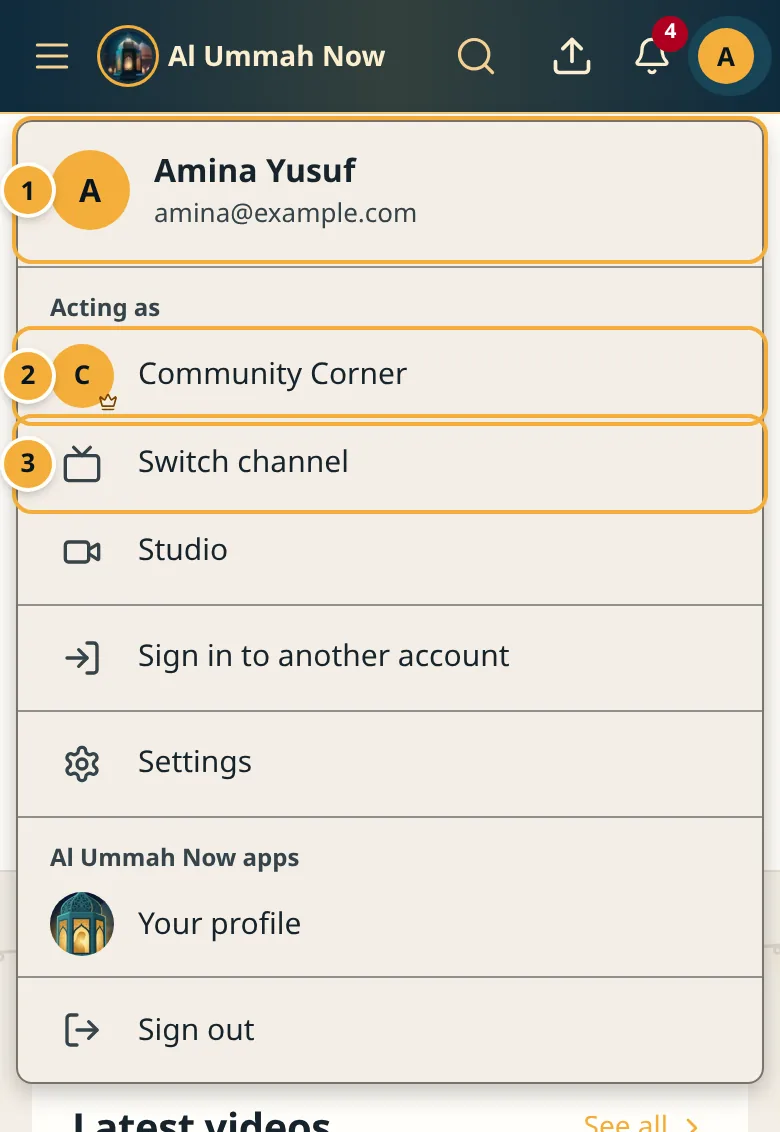 Al Ummah Now
4
A
1
A
Amina Yusuf
amina@example.com
Acting as
2
C
Community Corner
3
Switch channel
Studio
Sign in to another account
Settings
Al Ummah Now apps
Your profile
Sign out
Latest videos
See all